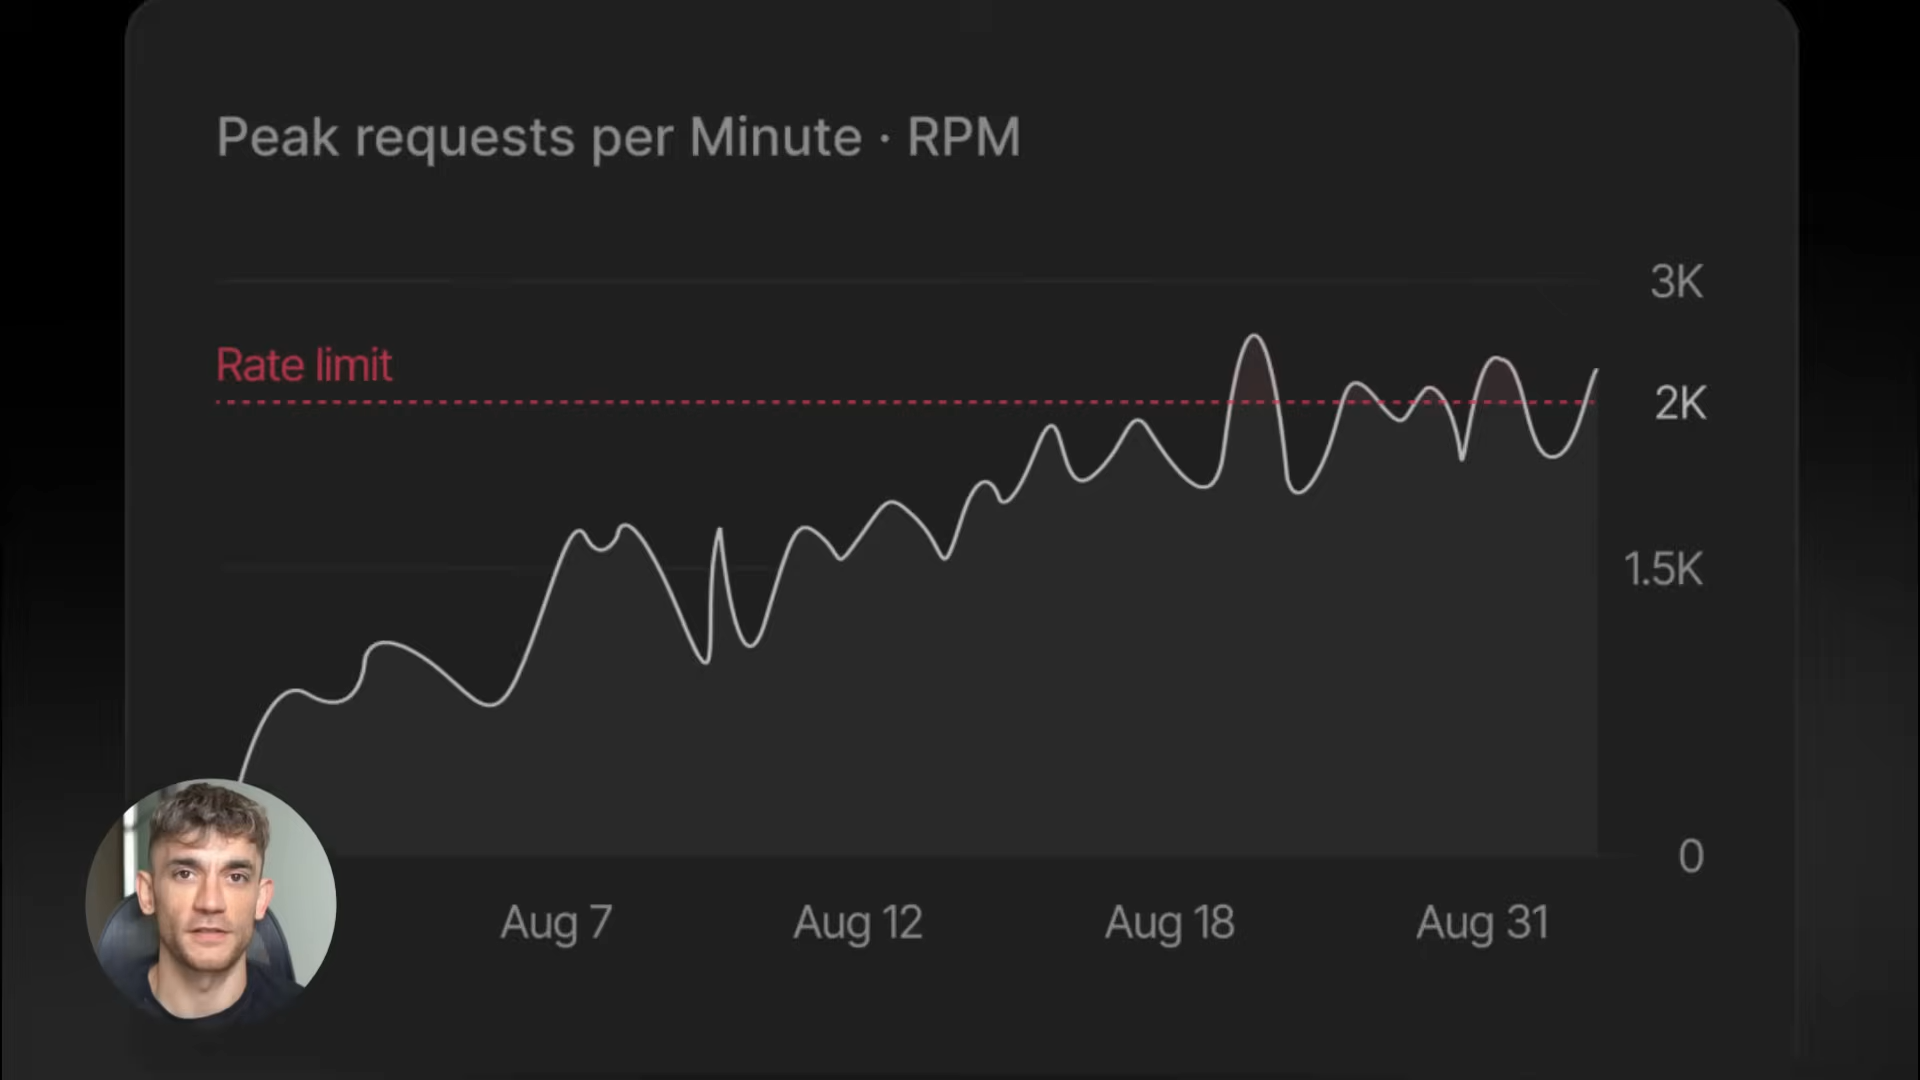 Peak requests per Minute · RPM
3K
Rate limit
2K
1.5K
0
Aug 7
Aug 12
Aug 18
Aug 31